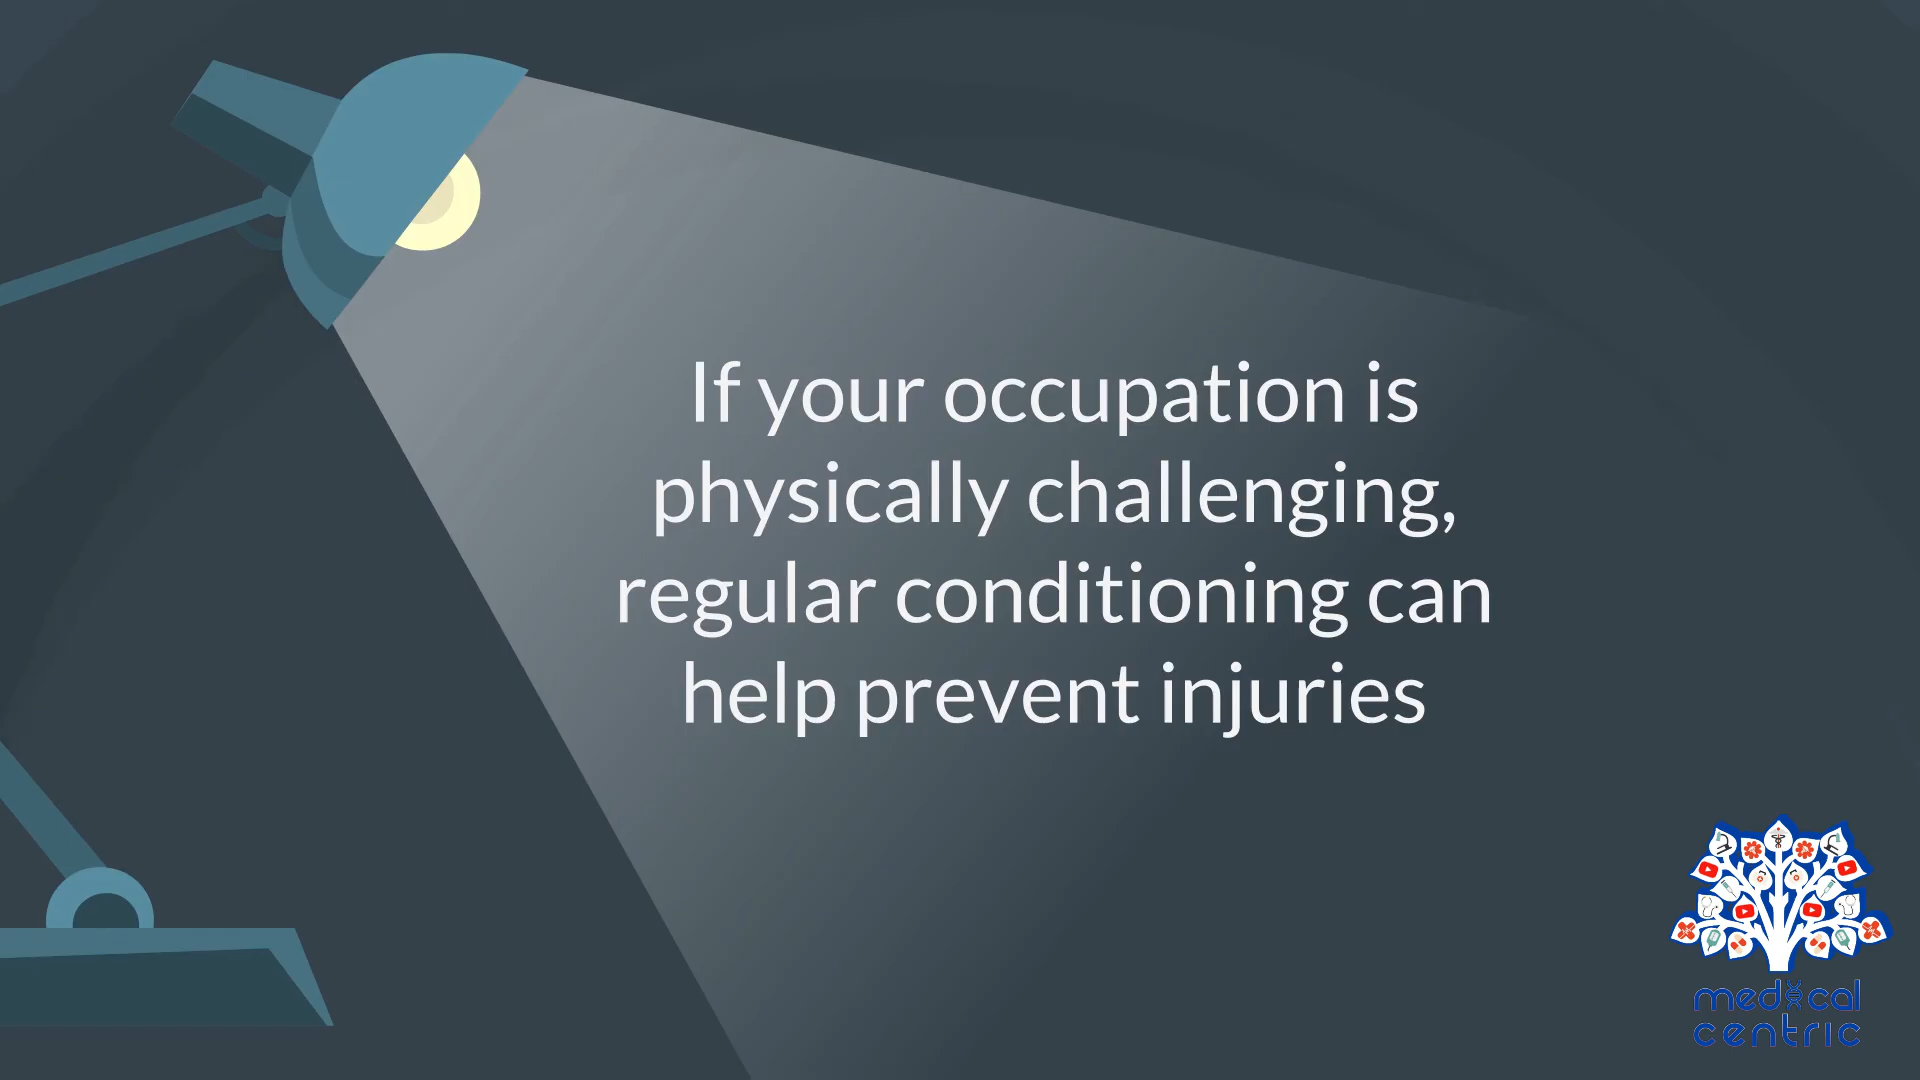 If your occupation is
physically challenging,
regular conditioning can
help prevent injuries
medical
centric